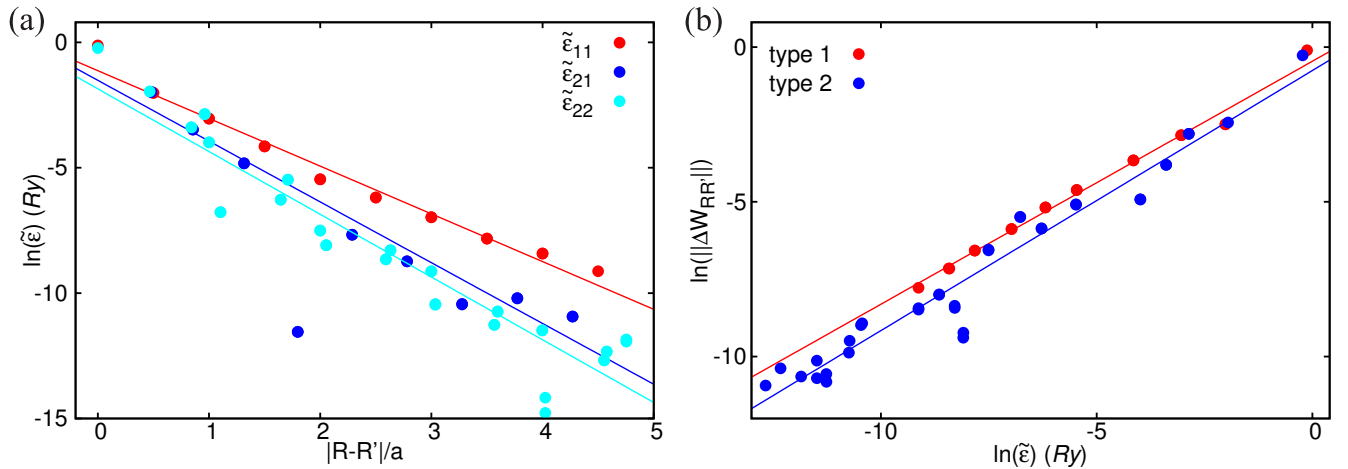 (a)
0
-5
-10
-15
ln(ε̃) (Ry)
0 1 2 3 4 5
|R-R'|/a
ε̃11
ε̃21
ε̃22
(b)
0
-5
-10
ln(||ΔWRR'||)
-10 -5 0
ln(ε̃) (Ry)
type 1
type 2